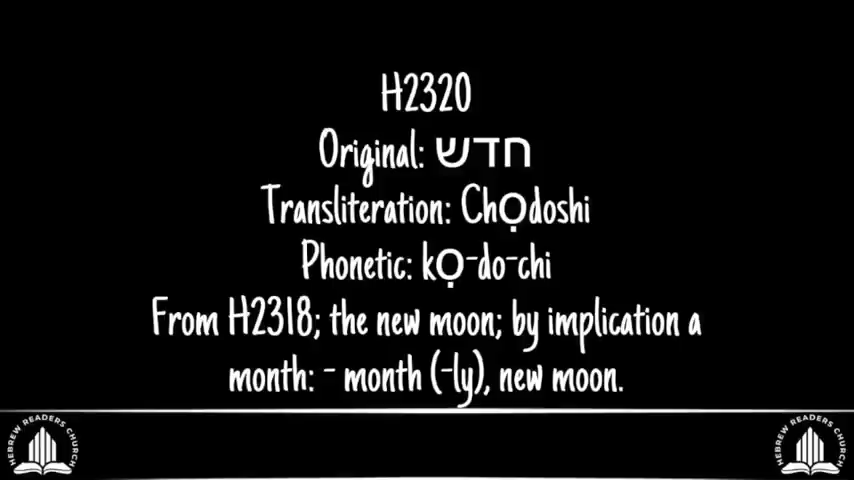 H2320
Original: חדש
Transliteration: Chọdoshi
Phonetic: kọ-do-chi
From H2318; the new moon; by implication a
month: - month (-ly), new moon.
HEBREW READERS CHURCH
HEBREW READERS CHURCH